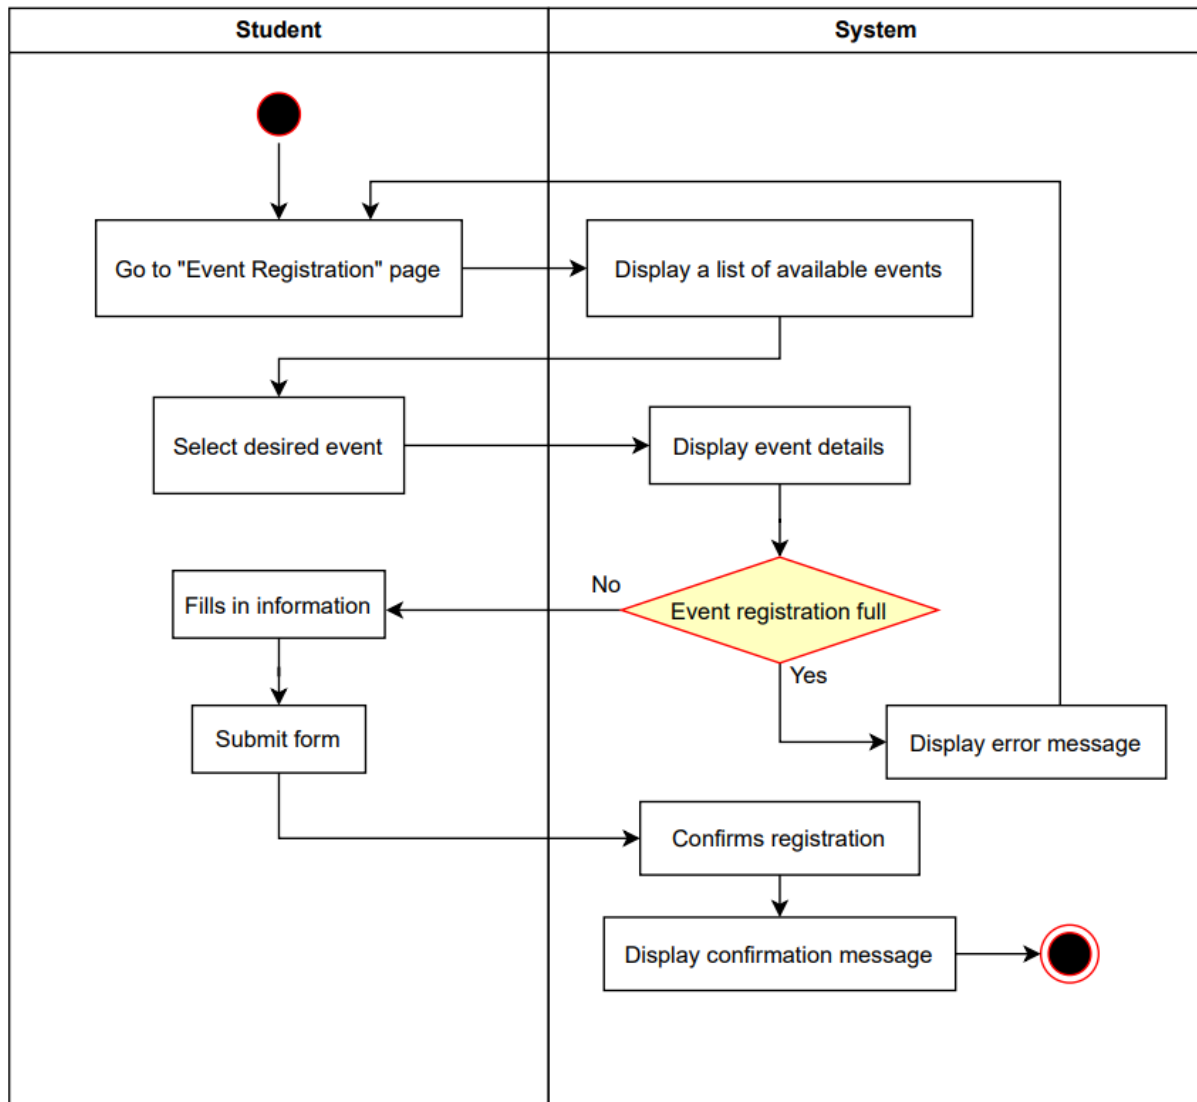 Student
System
Go to "Event Registration" page
Display a list of available events
Select desired event
Display event details
No
Fills in information
Event registration full
Yes
Submit form
Display error message
Confirms registration
Display confirmation message